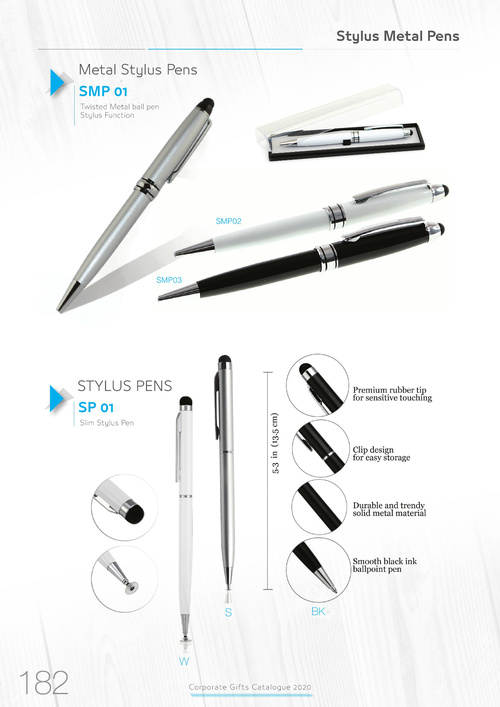 Stylus Metal Pens
Metal Stylus Pens
SMP 01
Twisted Metal ball pen
Stylus Function
SMP02
SMP03
STYLUS PENS
SP 01
Slim Stylus Pen
5.3 in (13.5 cm)
Premium rubber tip
for sensitive touching
Clip design
for easy storage
Durable and trendy
solid metal material
Smooth black ink
ballpoint pen
S
BK
W
182
Corporate Gifts Catalogue 2020